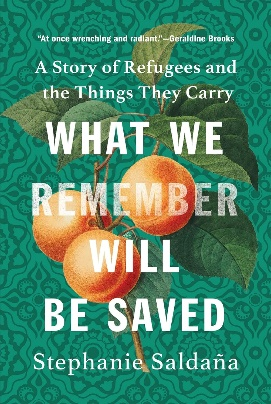 "At once wrenching and radiant."—Geraldine Brooks
A Story of Refugees and
the Things They Carry
WHAT WE
REMEMBER
WILL
BE SAVED
Stephanie Saldaña